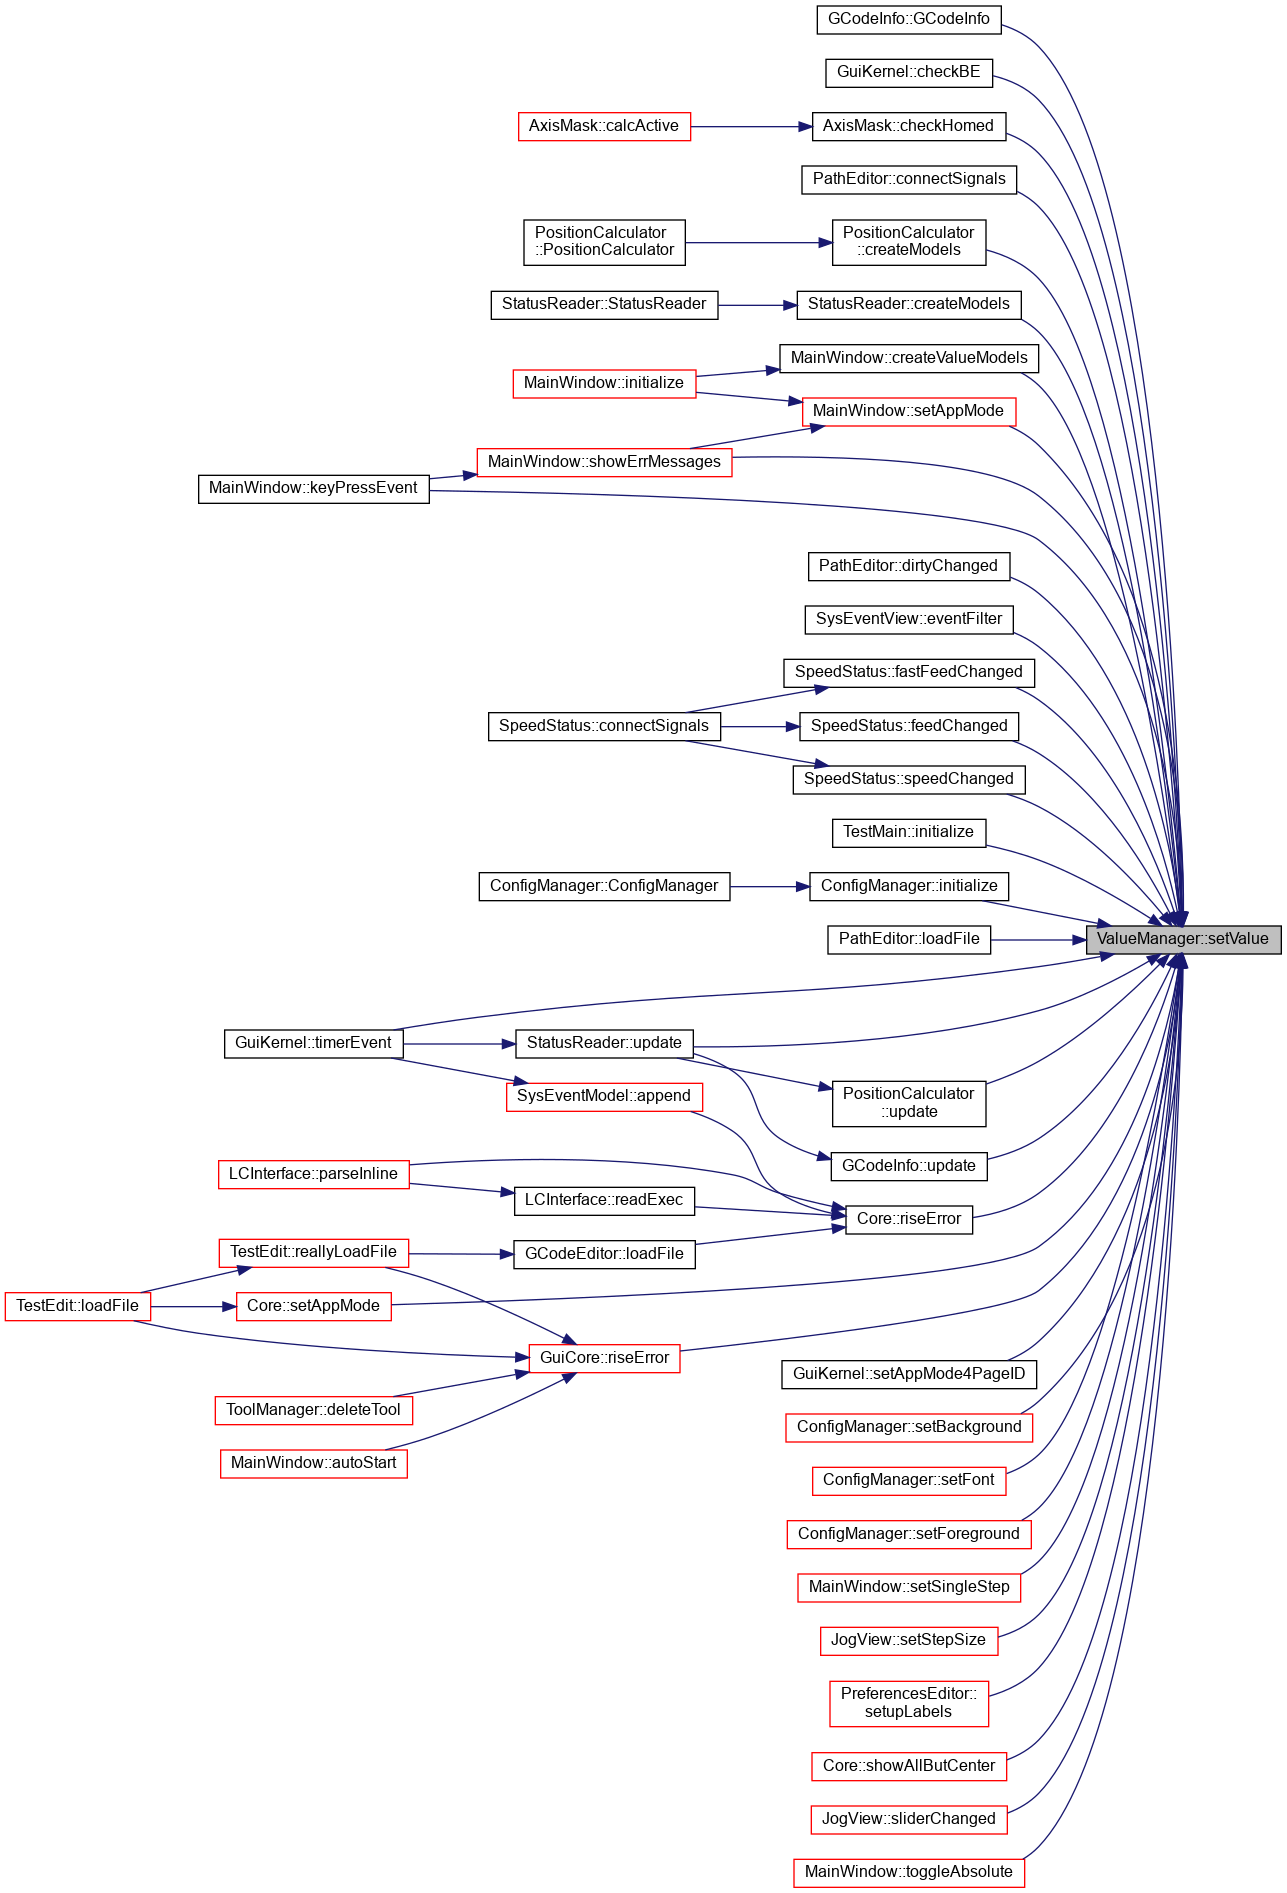 GCodeInfo::GCodeInfo
GuiKernel::checkBE
AxisMask::calcActive
AxisMask::checkHomed
PathEditor::connectSignals
PositionCalculator
::PositionCalculator
PositionCalculator
::createModels
StatusReader::StatusReader
StatusReader::createModels
MainWindow::createValueModels
MainWindow::initialize
MainWindow::setAppMode
MainWindow::showErrMessages
MainWindow::keyPressEvent
PathEditor::dirtyChanged
SysEventView::eventFilter
SpeedStatus::fastFeedChanged
SpeedStatus::connectSignals
SpeedStatus::feedChanged
SpeedStatus::speedChanged
TestMain::initialize
ConfigManager::ConfigManager
ConfigManager::initialize
PathEditor::loadFile
ValueManager::setValue
GuiKernel::timerEvent
StatusReader::update
SysEventModel::append
PositionCalculator
::update
GCodeInfo::update
LCInterface::parseInline
LCInterface::readExec
Core::riseError
TestEdit::reallyLoadFile
GCodeEditor::loadFile
TestEdit::loadFile
Core::setAppMode
GuiCore::riseError
GuiKernel::setAppMode4PageID
ToolManager::deleteTool
ConfigManager::setBackground
MainWindow::autoStart
ConfigManager::setFont
ConfigManager::setForeground
MainWindow::setSingleStep
JogView::setStepSize
PreferencesEditor::
setupLabels
Core::showAllButCenter
JogView::sliderChanged
MainWindow::toggleAbsolute